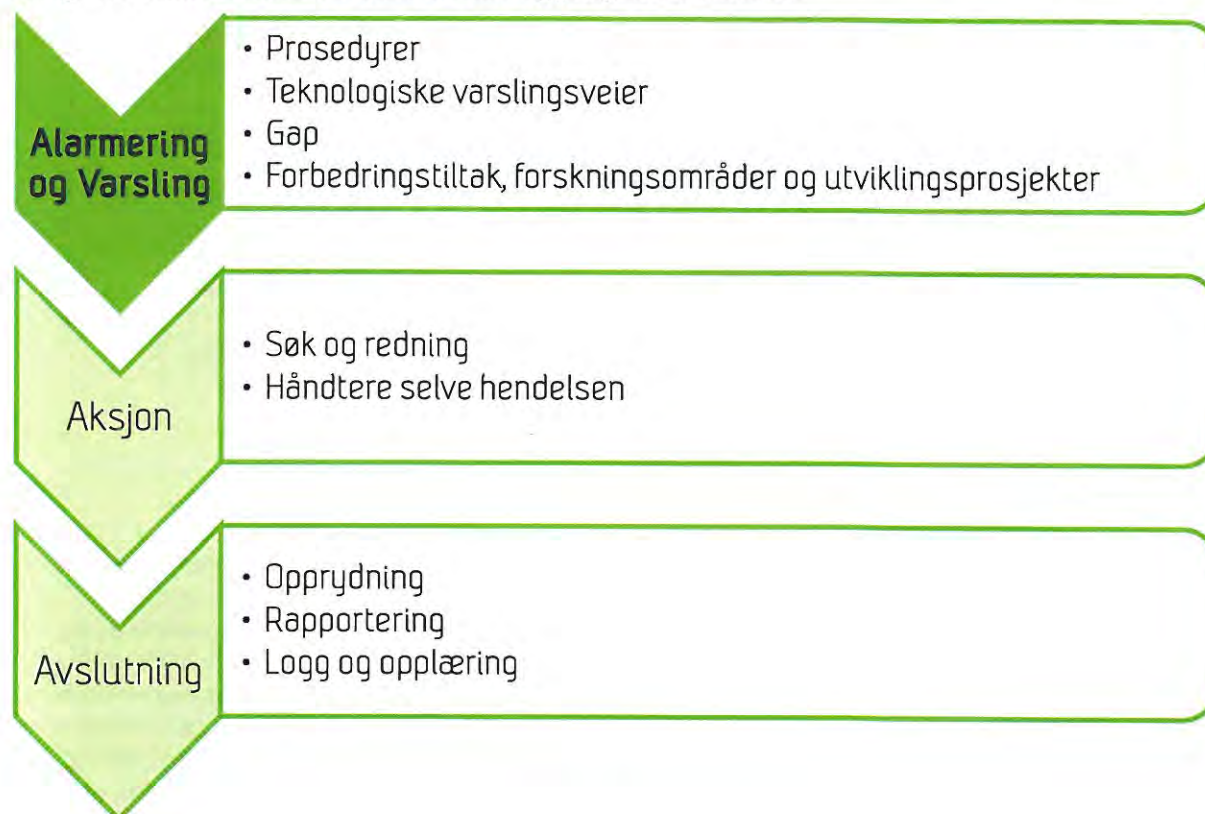 Alarmering
og Varsling
• Prosedyrer
• Teknologiske varslingsveier
• Gap
• Forbedringstiltak, forskningsområder og utviklingsprosjekter
Aksjon
• Søk og redning
• Håndtere selve hendelsen
Avslutning
• Opprydning
• Rapportering
• Logg og opplæring